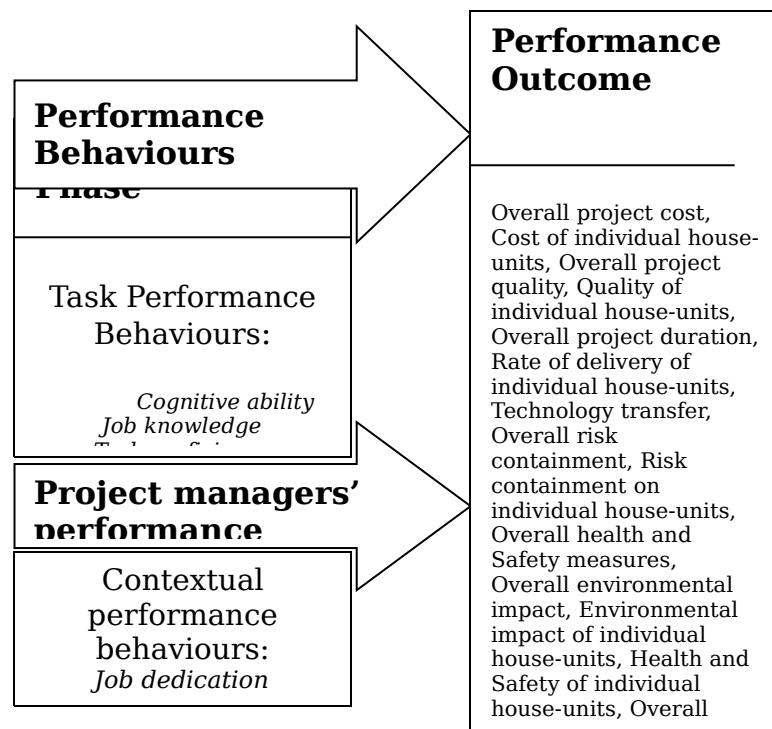 Performance
Behaviours
Phase
Task Performance
Behaviours:
Cognitive ability
Job knowledge
Project managers’
performance
Contextual
performance
behaviours:
Job dedication
Performance
Outcome
Overall project cost,
Cost of individual house-
units, Overall project
quality, Quality of
individual house-units,
Overall project duration,
Rate of delivery of
individual house-units,
Technology transfer,
Overall risk
containment, Risk
containment on
individual house-units,
Overall health and
Safety measures,
Overall environmental
impact, Environmental
impact of individual
house-units, Health and
Safety of individual
house-units, Overall